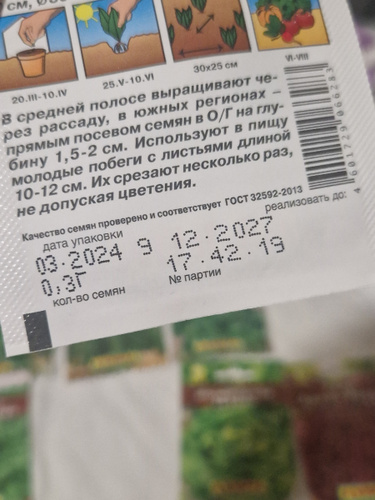 см, 
20.III-10.IV
25.V-10.VI
30х25 см
VI-VIII
В средней полосе выращивают че-
рез рассаду, в южных регионах –
прямым посевом семян в О/Г на глу-
бину 1,5-2 см. Используют в пищу
молодые побеги с листьями длиной
10-12 см. Их срезают несколько раз,
не допуская цветения.
Качество семян проверено и соответствует ГОСТ 32592-2013
дата упаковки
реализовать до:
03.2024 9 12.2027
0,3Г 17.42.19
кол-во семян
№ партии
4601729066283